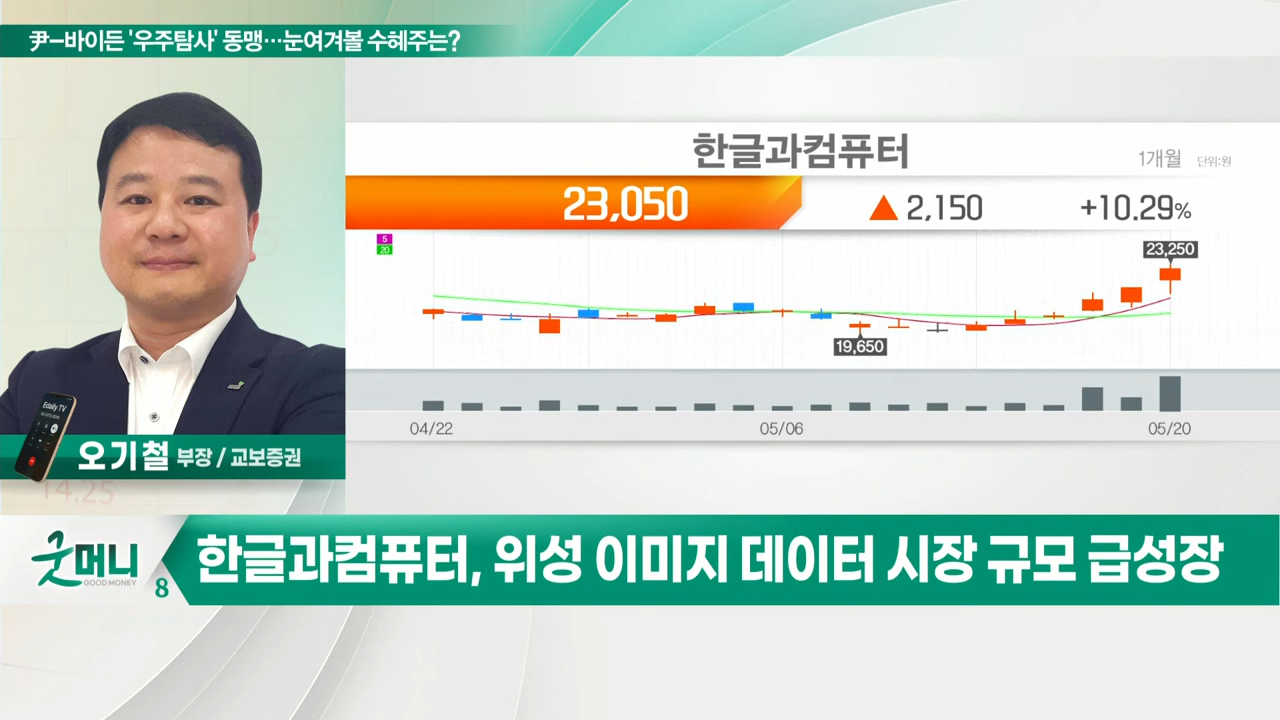 尹-바이든 '우주탐사' 동맹…눈여겨볼 수혜주는?
한글과컴퓨터
1개월 단위:원
23,050 ▲ 2,150 +10.29%
5
20
23,250
19,650
04/22 05/06 05/20
Edaily TV
오기철 부장 / 교보증권
14.25
굿머니
GOOD MONEY
8
한글과컴퓨터, 위성 이미지 데이터 시장 규모 급성장